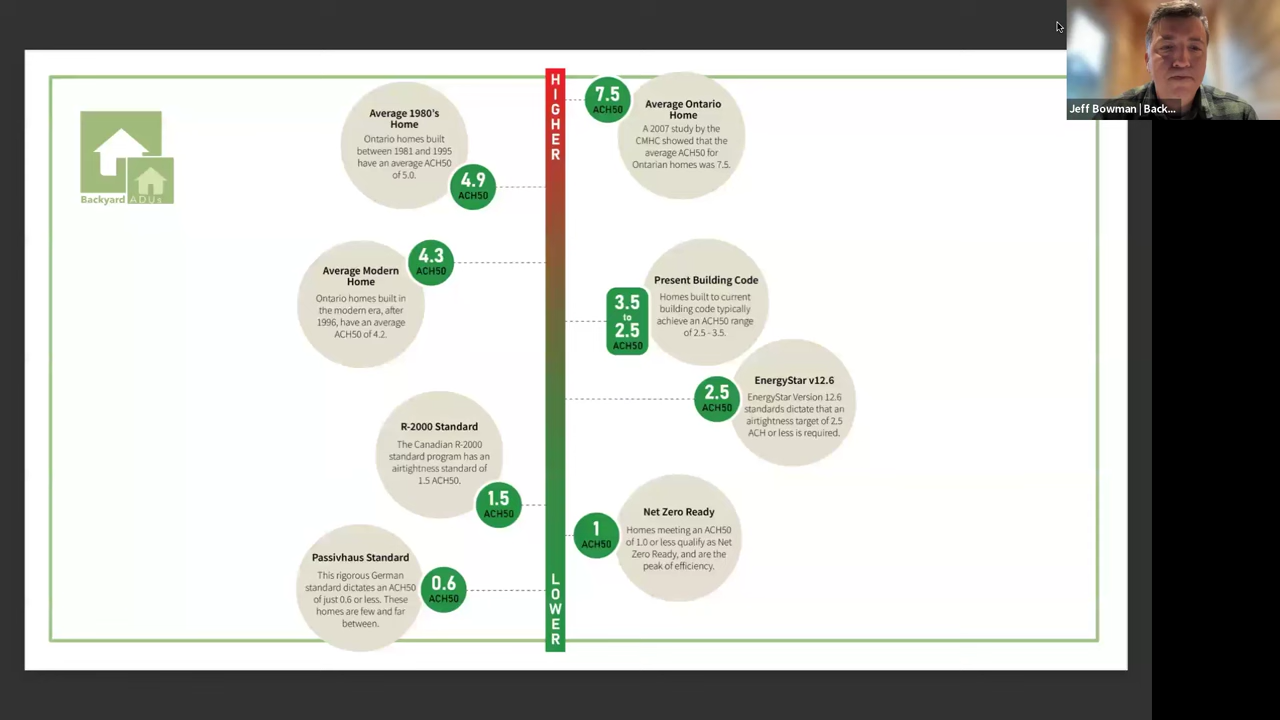 Jeff Bowman | Back...
Backyard ADUs
HIGHER
LOWER
Average 1980's
Home
Ontario homes built
between 1981 and 1995
have an average ACH50
of 5.0.
4.9
ACH50
7.5
ACH50
Average Ontario
Home
A 2007 study by the
CMHC showed that the
average ACH50 for
Ontarian homes was 7.5.
4.3
ACH50
Average Modern
Home
Ontario homes built in
the modern era, after
1996, have an average
ACH50 of 4.2.
3.5
to
2.5
ACH50
Present Building Code
Homes built to current
building code typically
achieve an ACH50 range
of 2.5 - 3.5.
2.5
ACH50
EnergyStar v12.6
EnergyStar Version 12.6
standards dictate that an
airtightness target of 2.5
ACH or less is required.
R-2000 Standard
The Canadian R-2000
standard program has an
airtightness standard of
1.5 ACH50.
1.5
ACH50
1
ACH50
Net Zero Ready
Homes meeting an ACH50
of 1.0 or less qualify as Net
Zero Ready, and are the
peak of efficiency.
Passivhaus Standard
This rigorous German
standard dictates an ACH50
of just 0.6 or less. These
homes are few and far
between.
0.6
ACH50